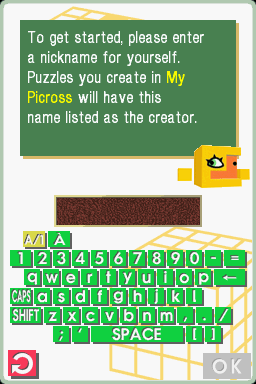 To get started, please enter
a nickname for yourself.
Puzzles you create in My
Picross will have this
name listed as the creator.
A/i À
1 2 3 4 5 6 7 8 9 0 - =
q w e r t y u i o p ←
CAPS a s d f g h j k l
SHIFT z x c v b n m , . /
; ' SPACE [ ]
OK